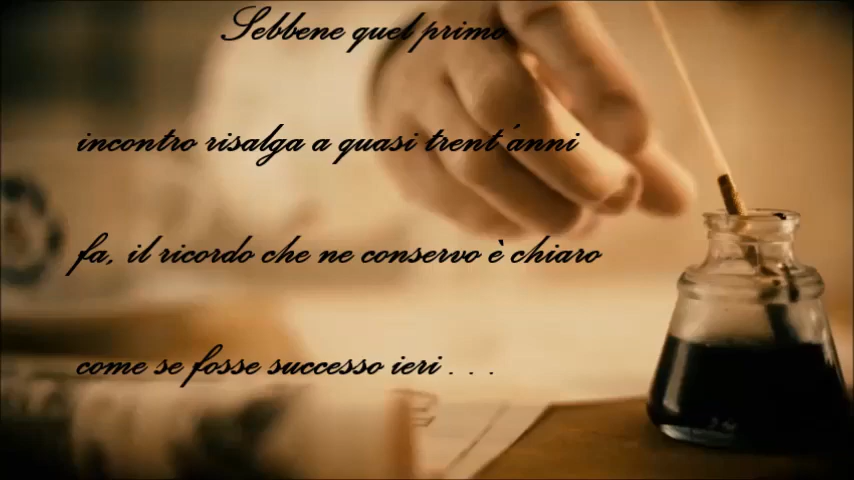 Sebbene quel primo
incontro risalga a quasi trent'anni
fa, il ricordo che ne conservo è chiaro
come se fosse successo ieri . . .